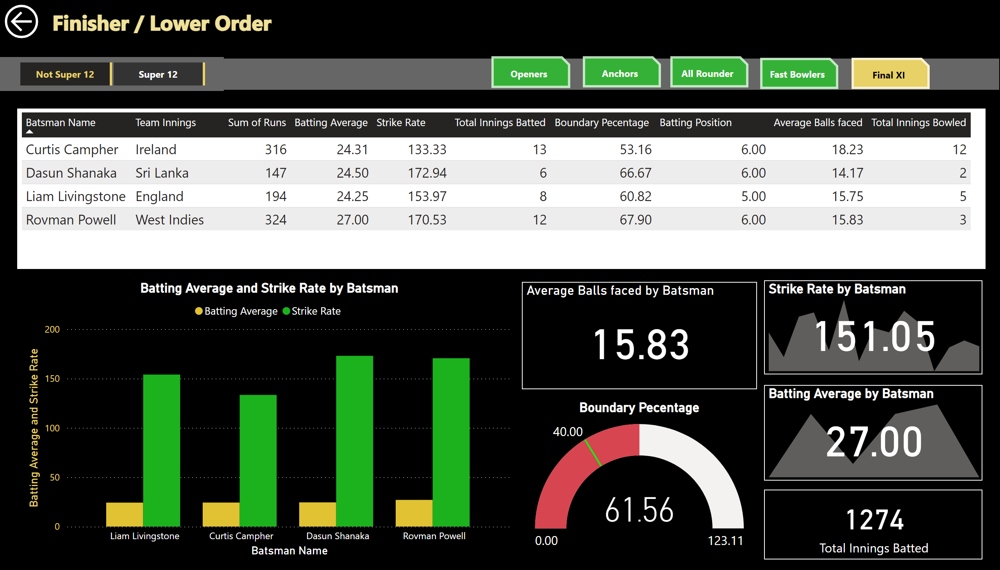 Finisher / Lower Order
Not Super 12 Super 12 Openers Anchors All Rounder Fast Bowlers Final XI
Batsman Name Team Innings Sum of Runs Batting Average Strike Rate Total Innings Batted Boundary Pecentage Batting Position Average Balls faced Total Innings Bowled
Curtis Campher Ireland 316 24.31 133.33 13 53.16 6.00 18.23 12
Dasun Shanaka Sri Lanka 147 24.50 172.94 6 66.67 6.00 14.17 2
Liam Livingstone England 194 24.25 153.97 8 60.82 5.00 15.75 5
Rovman Powell West Indies 324 27.00 170.53 12 67.90 6.00 15.83 3
Batting Average and Strike Rate by Batsman
Batting Average Strike Rate
Batting Average and Strike Rate
200
150
100
50
0
Liam Livingstone Curtis Campher Dasun Shanaka Rovman Powell
Batsman Name
Average Balls faced by Batsman
15.83
Boundary Pecentage
40.00
61.56
0.00 123.11
Strike Rate by Batsman
151.05
Batting Average by Batsman
27.00
1274
Total Innings Batted